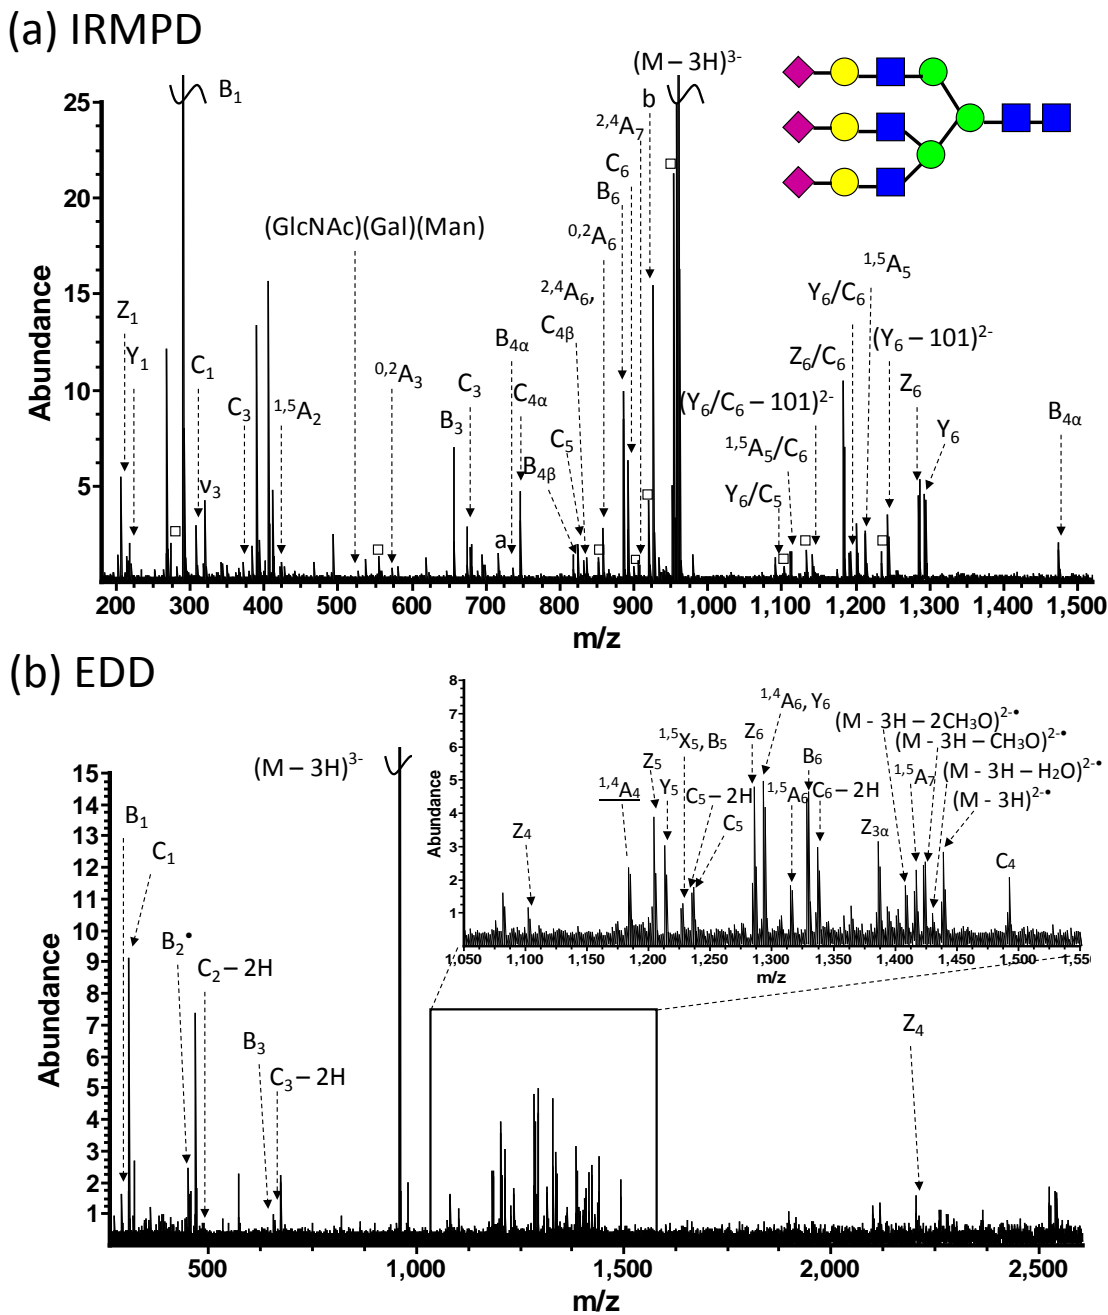 (a) IRMPD
(M – 3H)³⁻
B₁
b
²,⁴A₇
C₆
B₆
⁰,²A₆
(GlcNAc)(Gal)(Man)
¹,⁵A₅
Y₆/C₆
²,⁴A₆,
C₄β
Z₁
B₄α
Z₆/C₆
(Y₆ – 101)²⁻
Y₁
⁰,²A₃
Z₆
C₁
C₃
C₄α
(Y₆/C₆ – 101)²⁻
B₄α
C₃
¹,⁵A₂
B₃
Y₆
C₅
¹,⁵A₅/C₆
B₄β
ν₃
Y₆/C₅
a
Abundance
25
20
15
10
5
200 300 400 500 600 700 800 900 1,000 1,100 1,200 1,300 1,400 1,500
m/z
(b) EDD
(M – 3H)³⁻
B₁
C₁
B₂•
C₂ – 2H
B₃
C₃ – 2H
Z₄
8
7
6
5
4
3
2
1
Abundance
¹,⁴A₆, Y₆
(M - 3H – 2CH₃O)²⁻•
Z₆
¹,⁵X₅, B₅
(M - 3H – CH₃O)²⁻•
B₆
Z₅
¹,⁵A₇
(M - 3H – H₂O)²⁻•
¹,⁴A₄
Y₅
C₅ – 2H
¹,⁵A₆
C₆ – 2H
(M - 3H)²⁻•
C₅
Z₃α
Z₄
C₄
1,050 1,100 1,150 1,200 1,250 1,300 1,350 1,400 1,450 1,500 1,55
m/z
Abundance
15
14
13
12
11
10
9
8
7
6
5
4
3
2
1
500 1,000 1,500 2,000 2,500
m/z